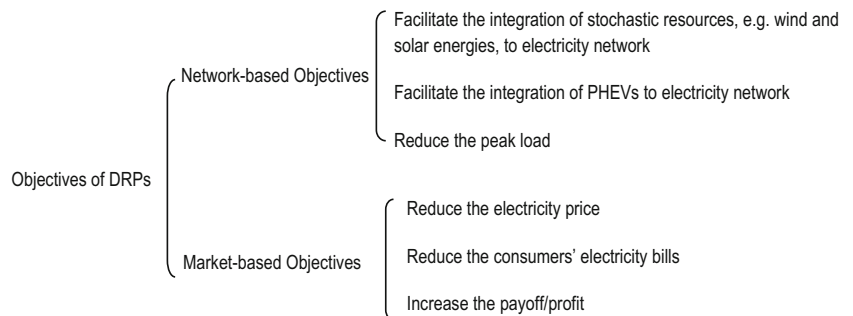 Facilitate the integration of stochastic resources, e.g. wind and
solar energies, to electricity network
Network-based Objectives
Facilitate the integration of PHEVs to electricity network
Reduce the peak load
Objectives of DRPs
Reduce the electricity price
Market-based Objectives
Reduce the consumers’ electricity bills
Increase the payoff/profit